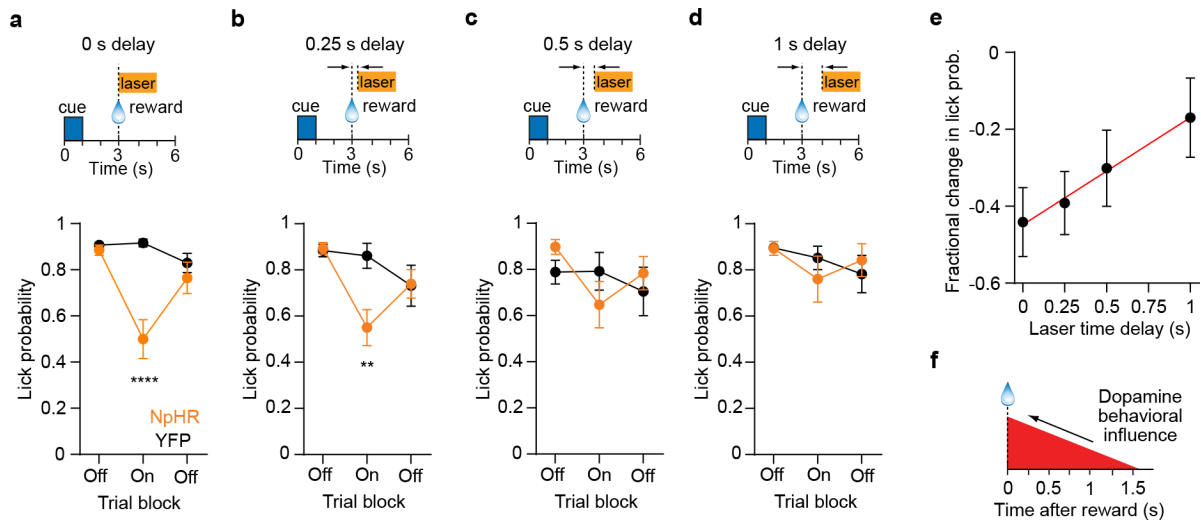 a
0 s delay
laser
cue
reward
0 3 6
Time (s)
Lick probability
1
0.8
0.6
0.4
0.2
0
****
NpHR
YFP
Off On Off
Trial block
b
0.25 s delay
laser
cue
reward
0 3 6
Time (s)
Lick probability
1
0.8
0.6
0.4
0.2
0
**
Off On Off
Trial block
c
0.5 s delay
laser
cue
reward
0 3 6
Time (s)
Lick probability
1
0.8
0.6
0.4
0.2
0
Off On Off
Trial block
d
1 s delay
laser
cue
reward
0 3 6
Time (s)
Lick probability
1
0.8
0.6
0.4
0.2
0
Off On Off
Trial block
e
Fractional change in lick prob.
-0
-0.2
-0.4
-0.6
0 0.25 0.5 0.75 1
Laser time delay (s)
f
Dopamine
behavioral
influence
0 0.5 1.0 1.5
Time after reward (s)